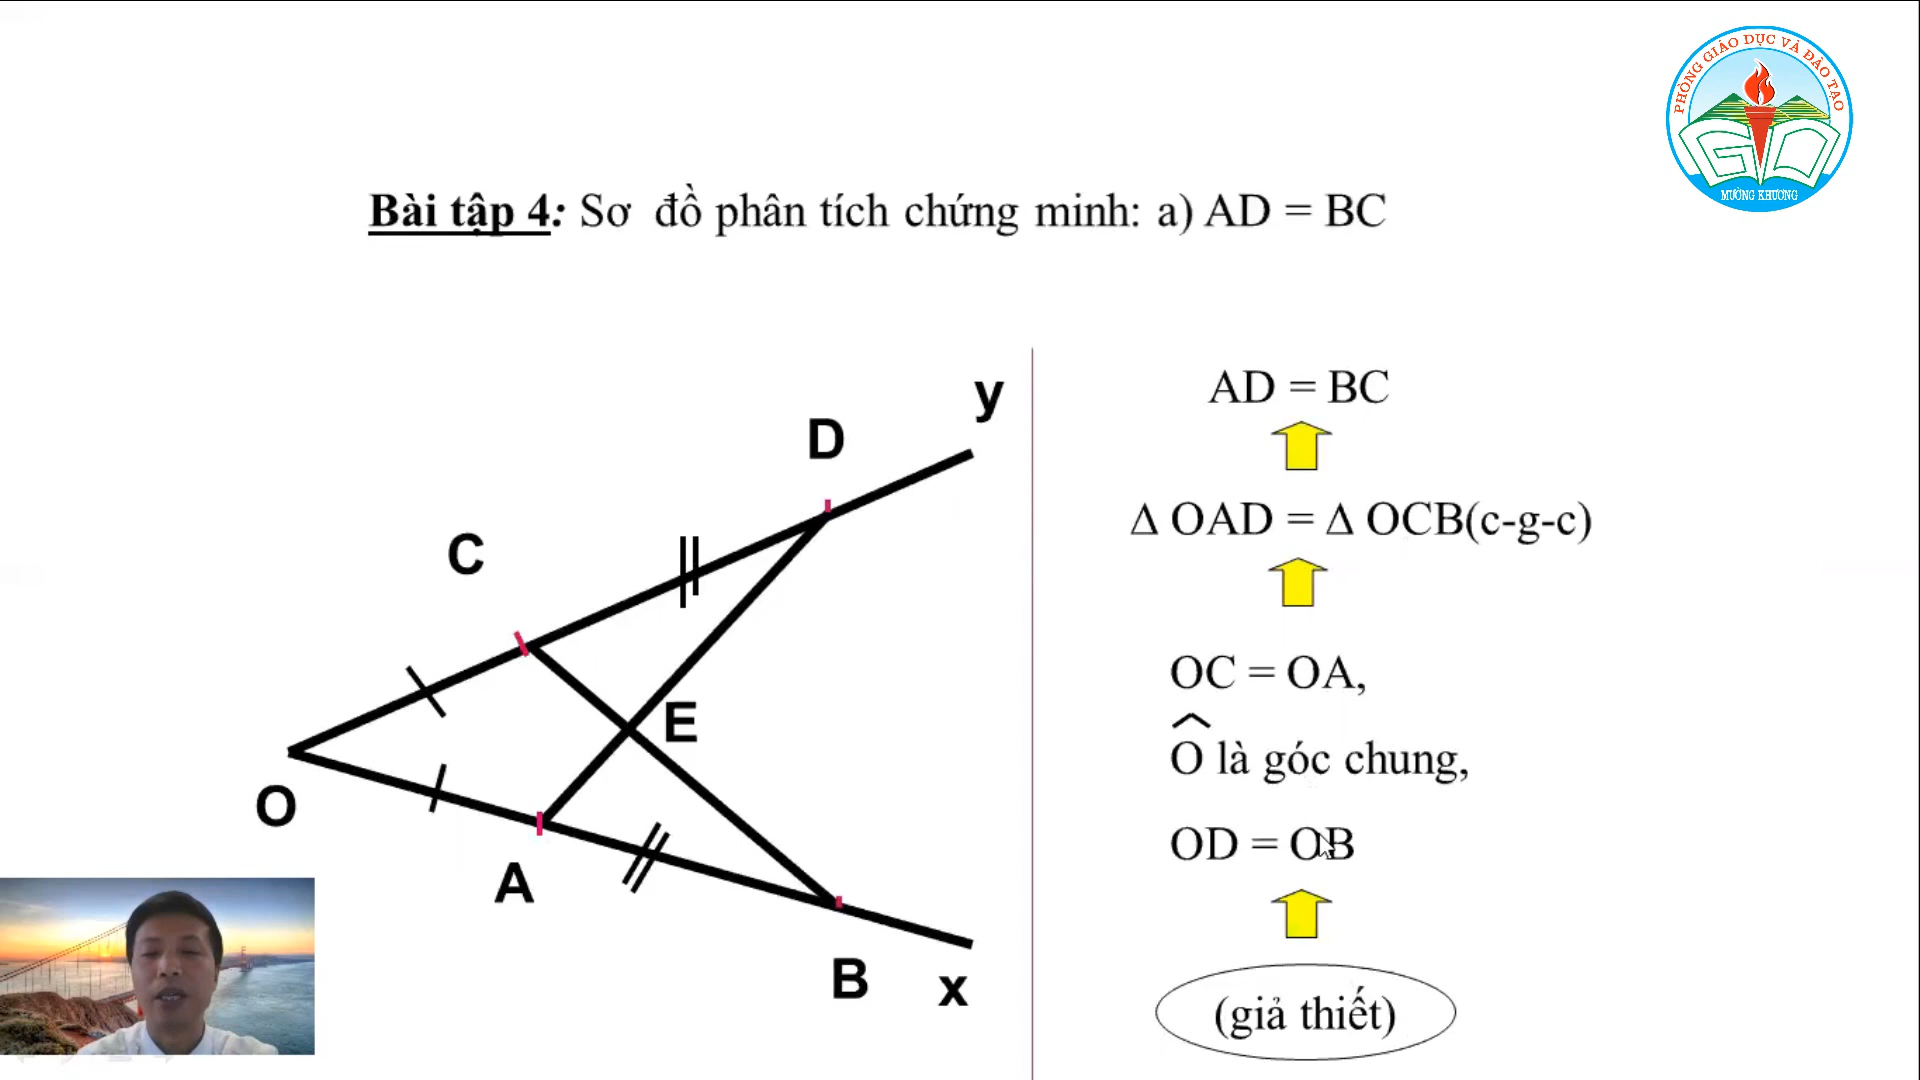 PHÒNG GIÁO DỤC VÀ ĐÀO TẠO
GD
MƯỜNG KHƯƠNG
Bài tập 4: Sơ đồ phân tích chứng minh: a) AD = BC
y
D
C
E
O
A
B
x
AD = BC
Δ OAD = Δ OCB(c-g-c)
OC = OA,
Ô là góc chung,
OD = OB
(giả thiết)